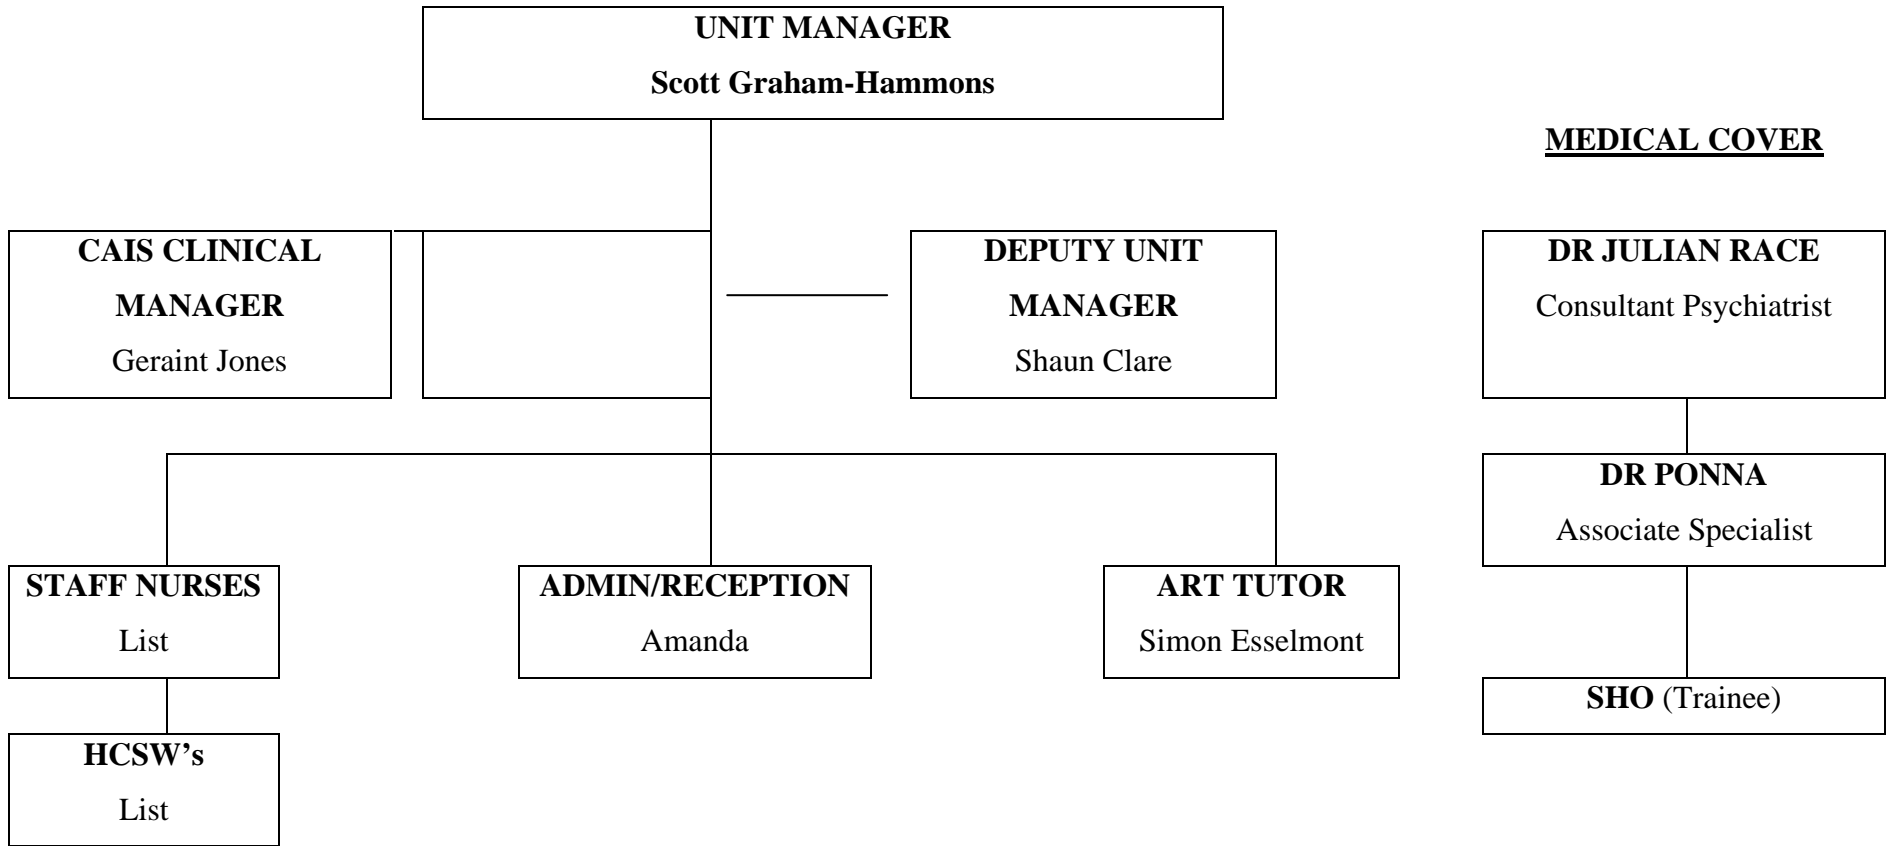 UNIT MANAGER
Scott Graham-Hammons
MEDICAL COVER
CAIS CLINICAL
MANAGER
Geraint Jones
DEPUTY UNIT
MANAGER
Shaun Clare
DR JULIAN RACE
Consultant Psychiatrist
DR PONNA
Associate Specialist
STAFF NURSES
List
ADMIN/RECEPTION
Amanda
ART TUTOR
Simon Esselmont
SHO (Trainee)
HCSW’s
List